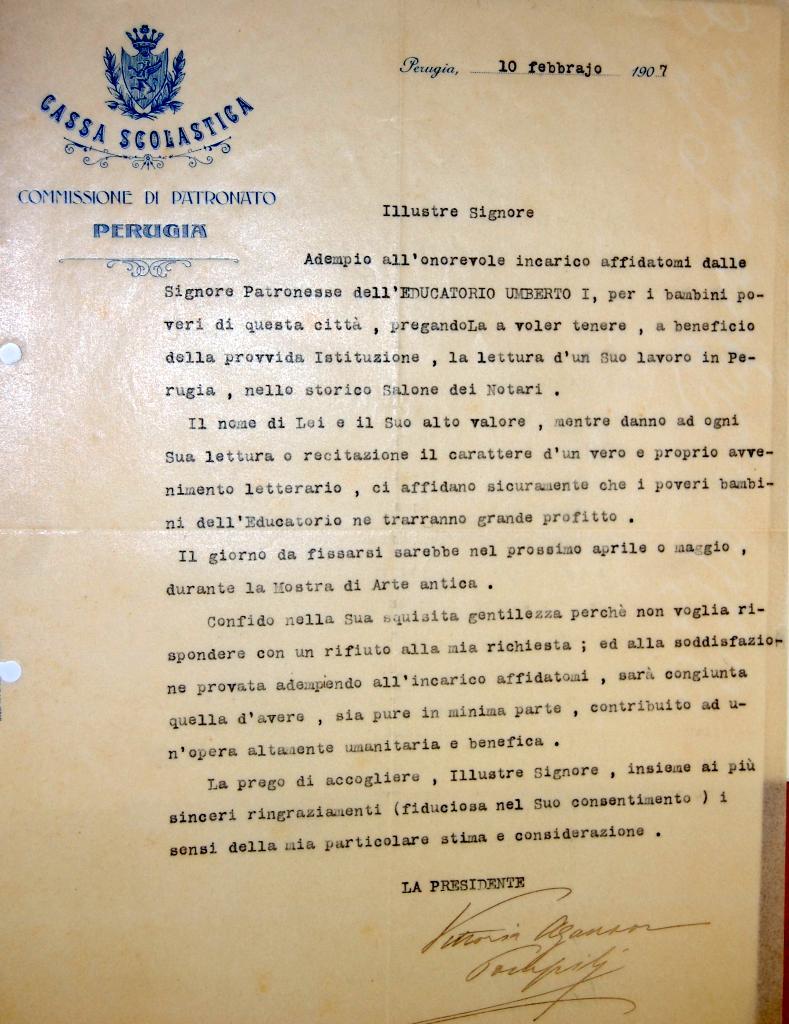 CASSA SCOLASTICA
COMMISSIONE DI PATRONATO
PERUGIA
Perugia, 10 febbrajo 1907
Illustre Signore
Adempio all'onorevole incarico affidatomi dalle
Signore Patronesse dell'EDUCATORIO UMBERTO I, per i bambini po-
veri di questa città , pregandoLa a voler tenere , a beneficio
della provvida Istituzione , la lettura d'un Suo lavoro in Pe-
rugia , nello storico Salone dei Notari .
Il nome di Lei e il Suo alto valore , mentre danno ad ogni
Sua lettura o recitazione il carattere d'un vero e proprio avve-
nimento letterario , ci affidano sicuramente che i poveri bambi-
ni dell'Educatorio ne trarranno grande profitto .
Il giorno da fissarsi sarebbe nel prossimo aprile o maggio ,
durante la Mostra di Arte antica .
Confido nella Sua squisita gentilezza perchè non voglia ri-
spondere con un rifiuto alla mia richiesta ; ed alla soddisfazio-
ne provata adempiendo all'incarico affidatomi , sarà congiunta
quella d'avere , sia pure in minima parte , contribuito ad u-
n'opera altamente umanitaria e benefica .
La prego di accogliere , Illustre Signore , insieme ai più
sinceri ringraziamenti (fiduciosa nel Suo consentimento ) i
sensi della mia particolare stima e considerazione .
LA PRESIDENTE
Vittoria Aganoor
Pompilj